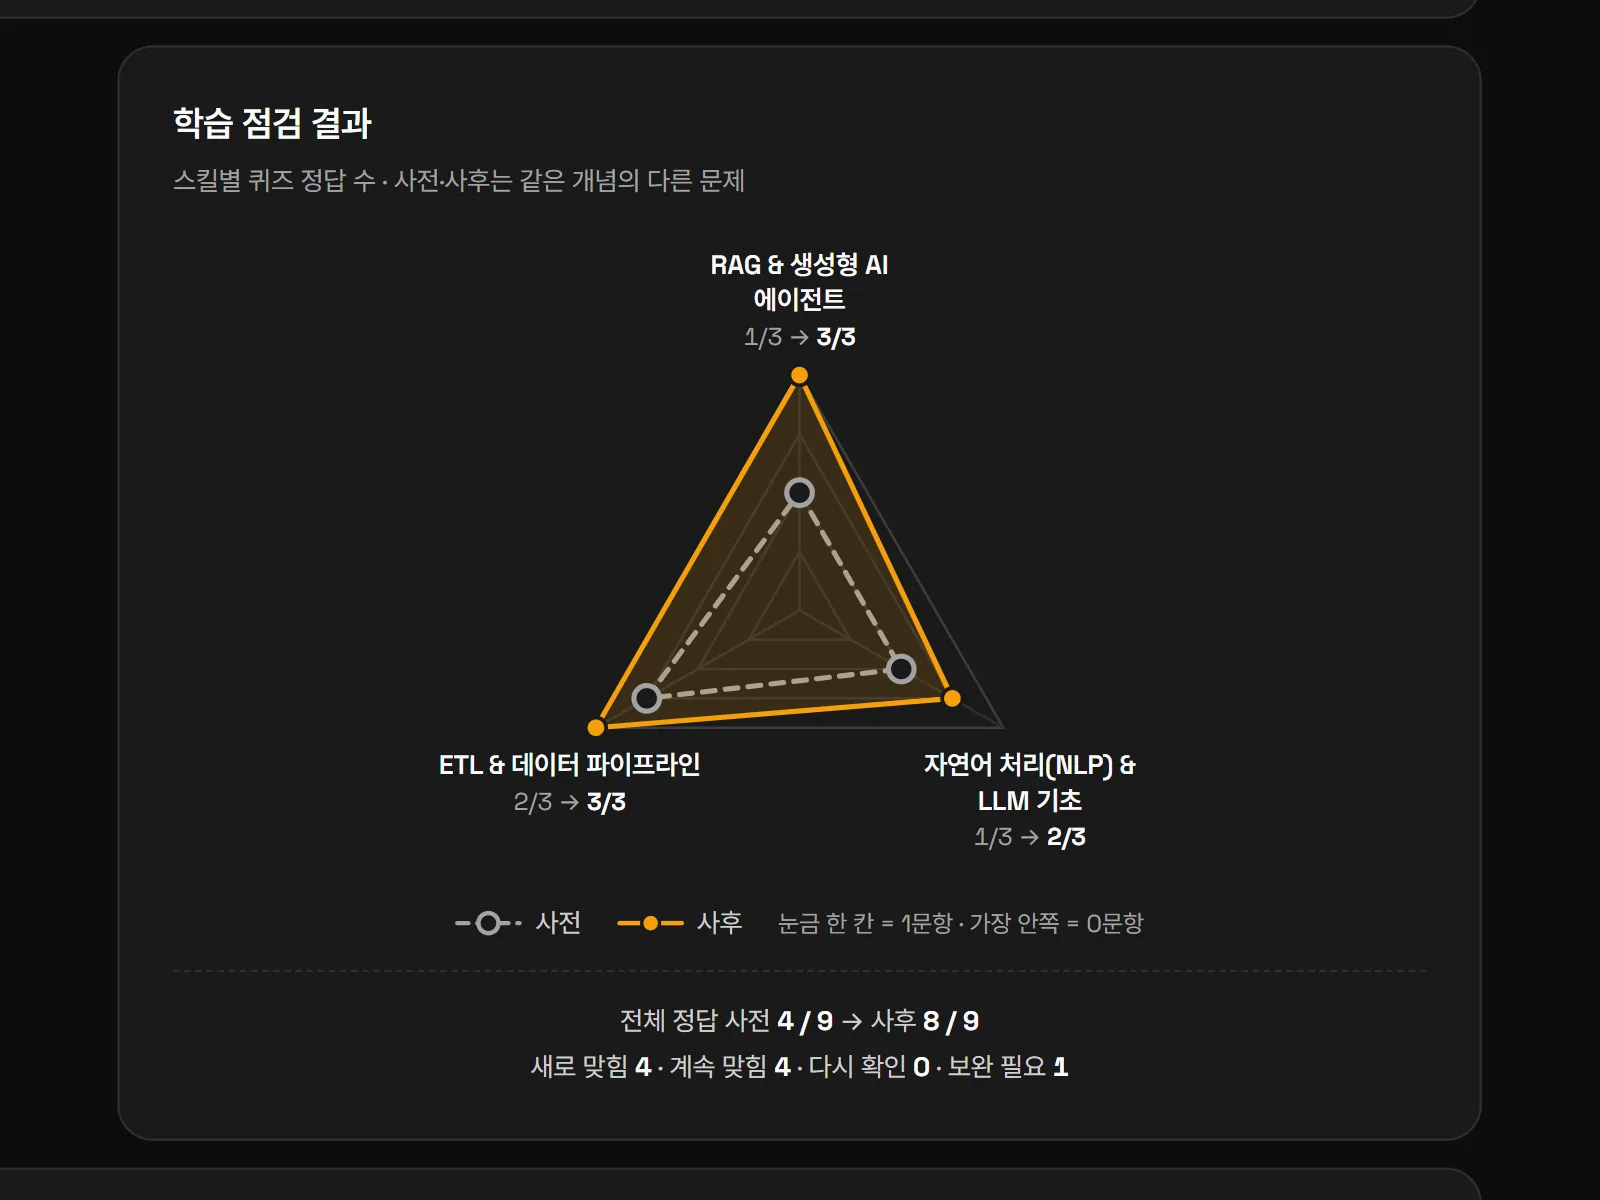 학습 점검 결과
스킬별 퀴즈 정답 수 · 사전·사후는 같은 개념의 다른 문제
RAG & 생성형 AI
에이전트
1/3 → 3/3
ETL & 데이터 파이프라인
2/3 → 3/3
자연어 처리(NLP) &
LLM 기초
1/3 → 2/3
사전 사후 눈금 한 칸 = 1문항 · 가장 안쪽 = 0문항
전체 정답 사전 4 / 9 → 사후 8 / 9
새로 맞힘 4 · 계속 맞힘 4 · 다시 확인 0 · 보완 필요 1